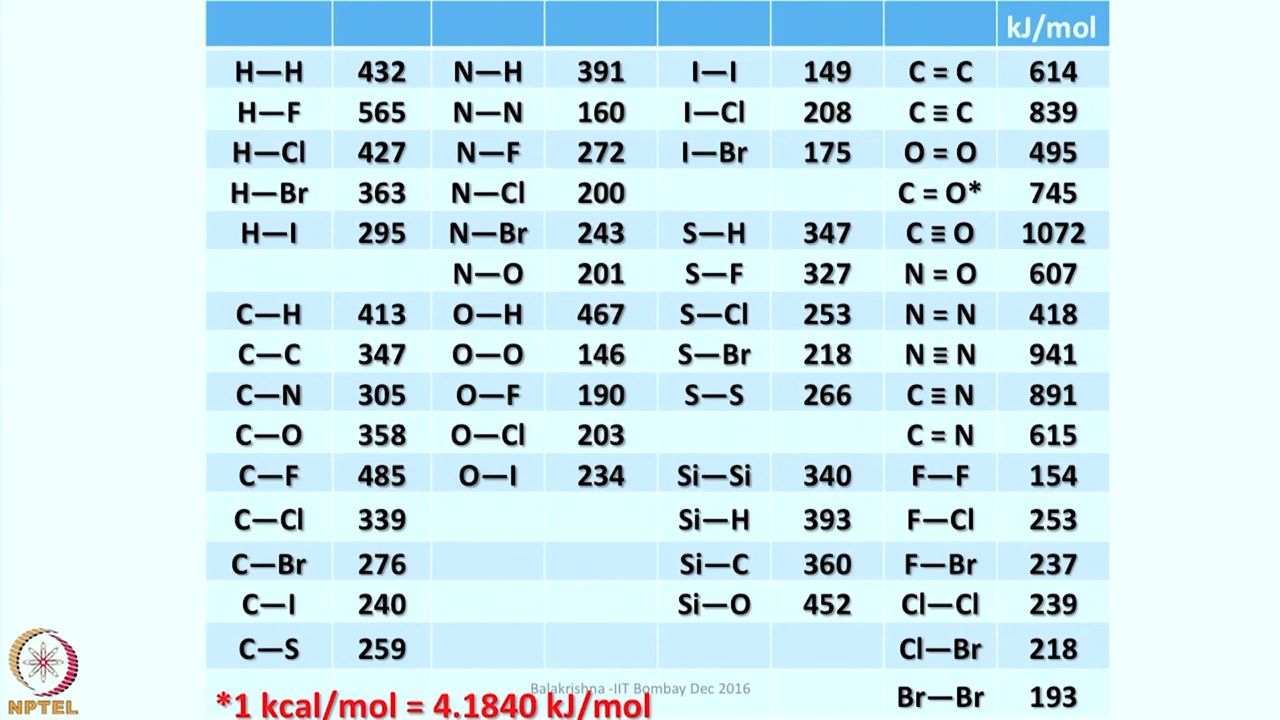 kJ/mol
H—H 432 N—H 391 I—I 149 C = C 614
H—F 565 N—N 160 I—Cl 208 C ≡ C 839
H—Cl 427 N—F 272 I—Br 175 O = O 495
H—Br 363 N—Cl 200 C = O* 745
H—I 295 N—Br 243 S—H 347 C ≡ O 1072
N—O 201 S—F 327 N = O 607
C—H 413 O—H 467 S—Cl 253 N = N 418
C—C 347 O—O 146 S—Br 218 N ≡ N 941
C—N 305 O—F 190 S—S 266 C ≡ N 891
C—O 358 O—Cl 203 C = N 615
C—F 485 O—I 234 Si—Si 340 F—F 154
C—Cl 339 Si—H 393 F—Cl 253
C—Br 276 Si—C 360 F—Br 237
C—I 240 Si—O 452 Cl—Cl 239
C—S 259 Cl—Br 218
Balakrishna -IIT Bombay Dec 2016
Br—Br 193
*1 kcal/mol = 4.1840 kJ/mol
NPTEL